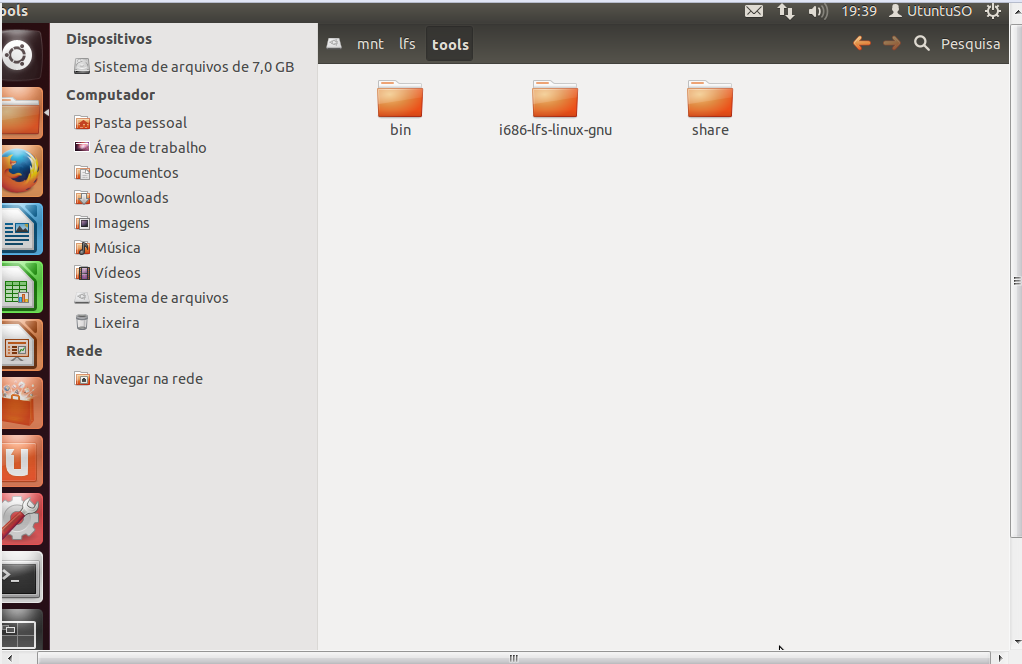 ools
19:39 UtuntuSO
Dispositivos
Sistema de arquivos de 7,0 GB
Computador
Pasta pessoal
Área de trabalho
Documentos
Downloads
Imagens
Música
Vídeos
Sistema de arquivos
Lixeira
Rede
Navegar na rede
mnt lfs tools
Pesquisa
bin
i686-lfs-linux-gnu
share